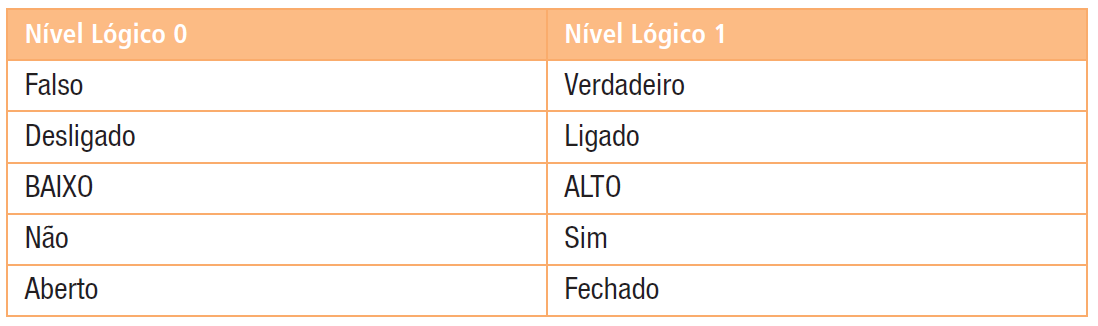 Nível Lógico 0 Nível Lógico 1
Falso Verdadeiro
Desligado Ligado
BAIXO ALTO
Não Sim
Aberto Fechado